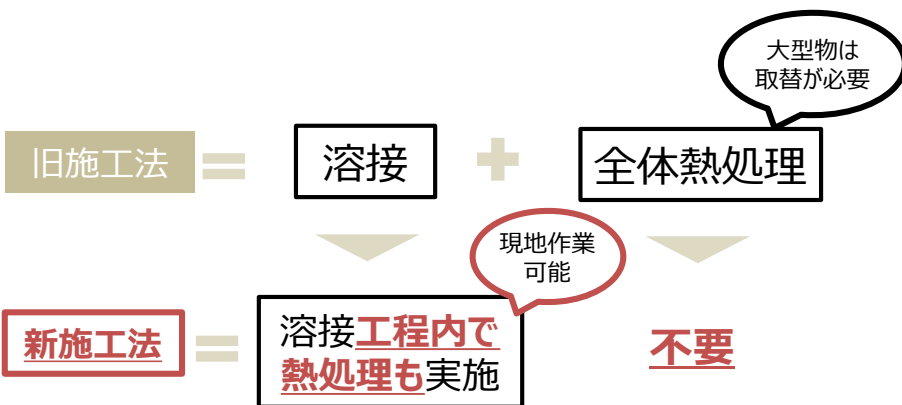 大型物は
取替が必要
旧施工法 = 溶接 + 全体熱処理
現地作業
可能
新施工法 = 溶接工程内で
熱処理も実施
不要